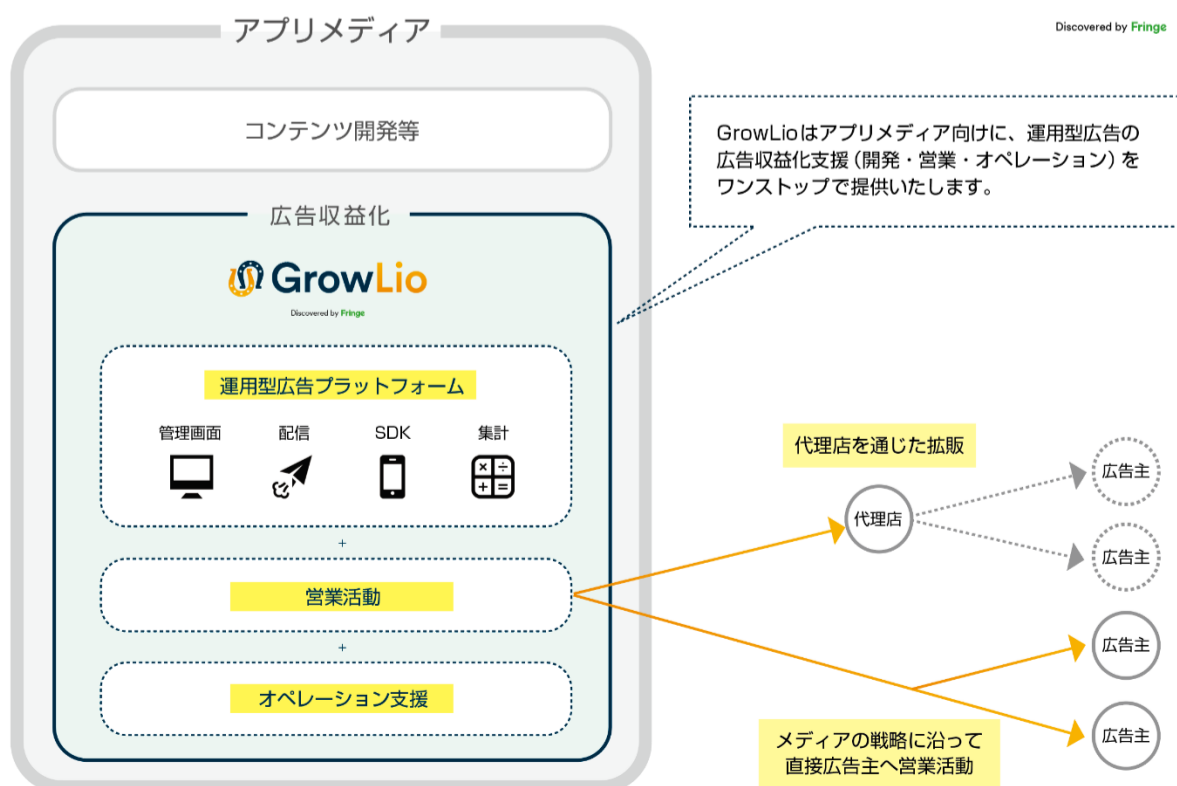 アプリメディア
Discovered by Fringe
コンテンツ開発等
GrowLioはアプリメディア向けに、運用型広告の
広告収益化支援（開発・営業・オペレーション）を
ワンストップで提供いたします。
広告収益化
GrowLio
Discovered by Fringe
運用型広告プラットフォーム
管理画面
配信
SDK
集計
+
営業活動
+
オペレーション支援
代理店を通じた拡販
代理店
広告主
広告主
広告主
広告主
メディアの戦略に沿って
直接広告主へ営業活動